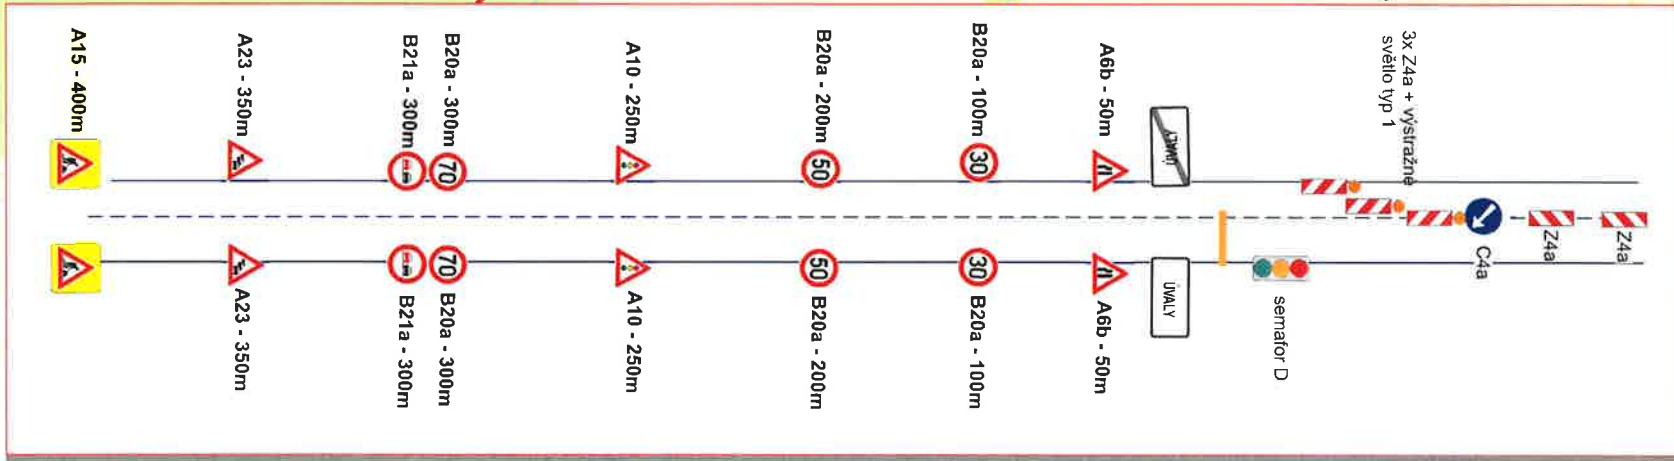 A15 - 400m
A23 - 350m
B21a - 300m
B20a - 300m
70
A10 - 250m
B20a - 200m
50
B20a - 100m
30
A6b - 50m
ÚVALY
3x Z4a + výstražné
světlo typ 1
A23 - 350m
B21a - 300m
70
B20a - 300m
A10 - 250m
50
B20a - 200m
30
B20a - 100m
A6b - 50m
ÚVALY
semafor D
C4a
Z4a
Z4a